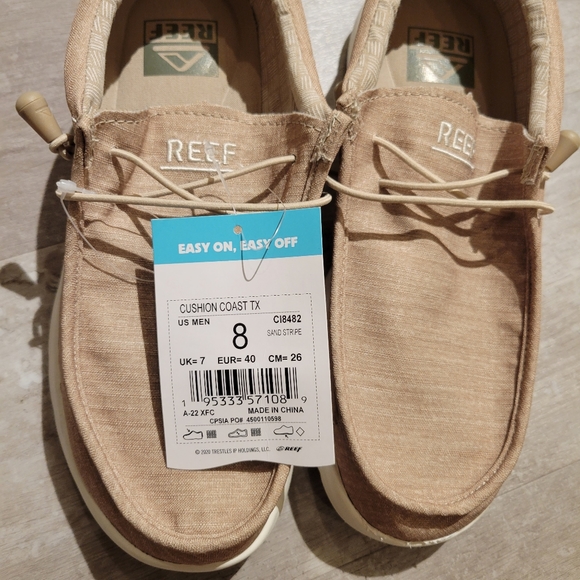 REEF
REEF
REEF
REEF
EASY ON, EASY OFF
CUSHION COAST TX
US MEN 8 CI8482
SAND STRIPE
UK= 7 EUR= 40 CM= 26
1 95333 57108 9
A-22 XFC MADE IN CHINA
CPSIA PO# 4500110598
© 2020 TRESTLES IP HOLDINGS, LLC. REEF